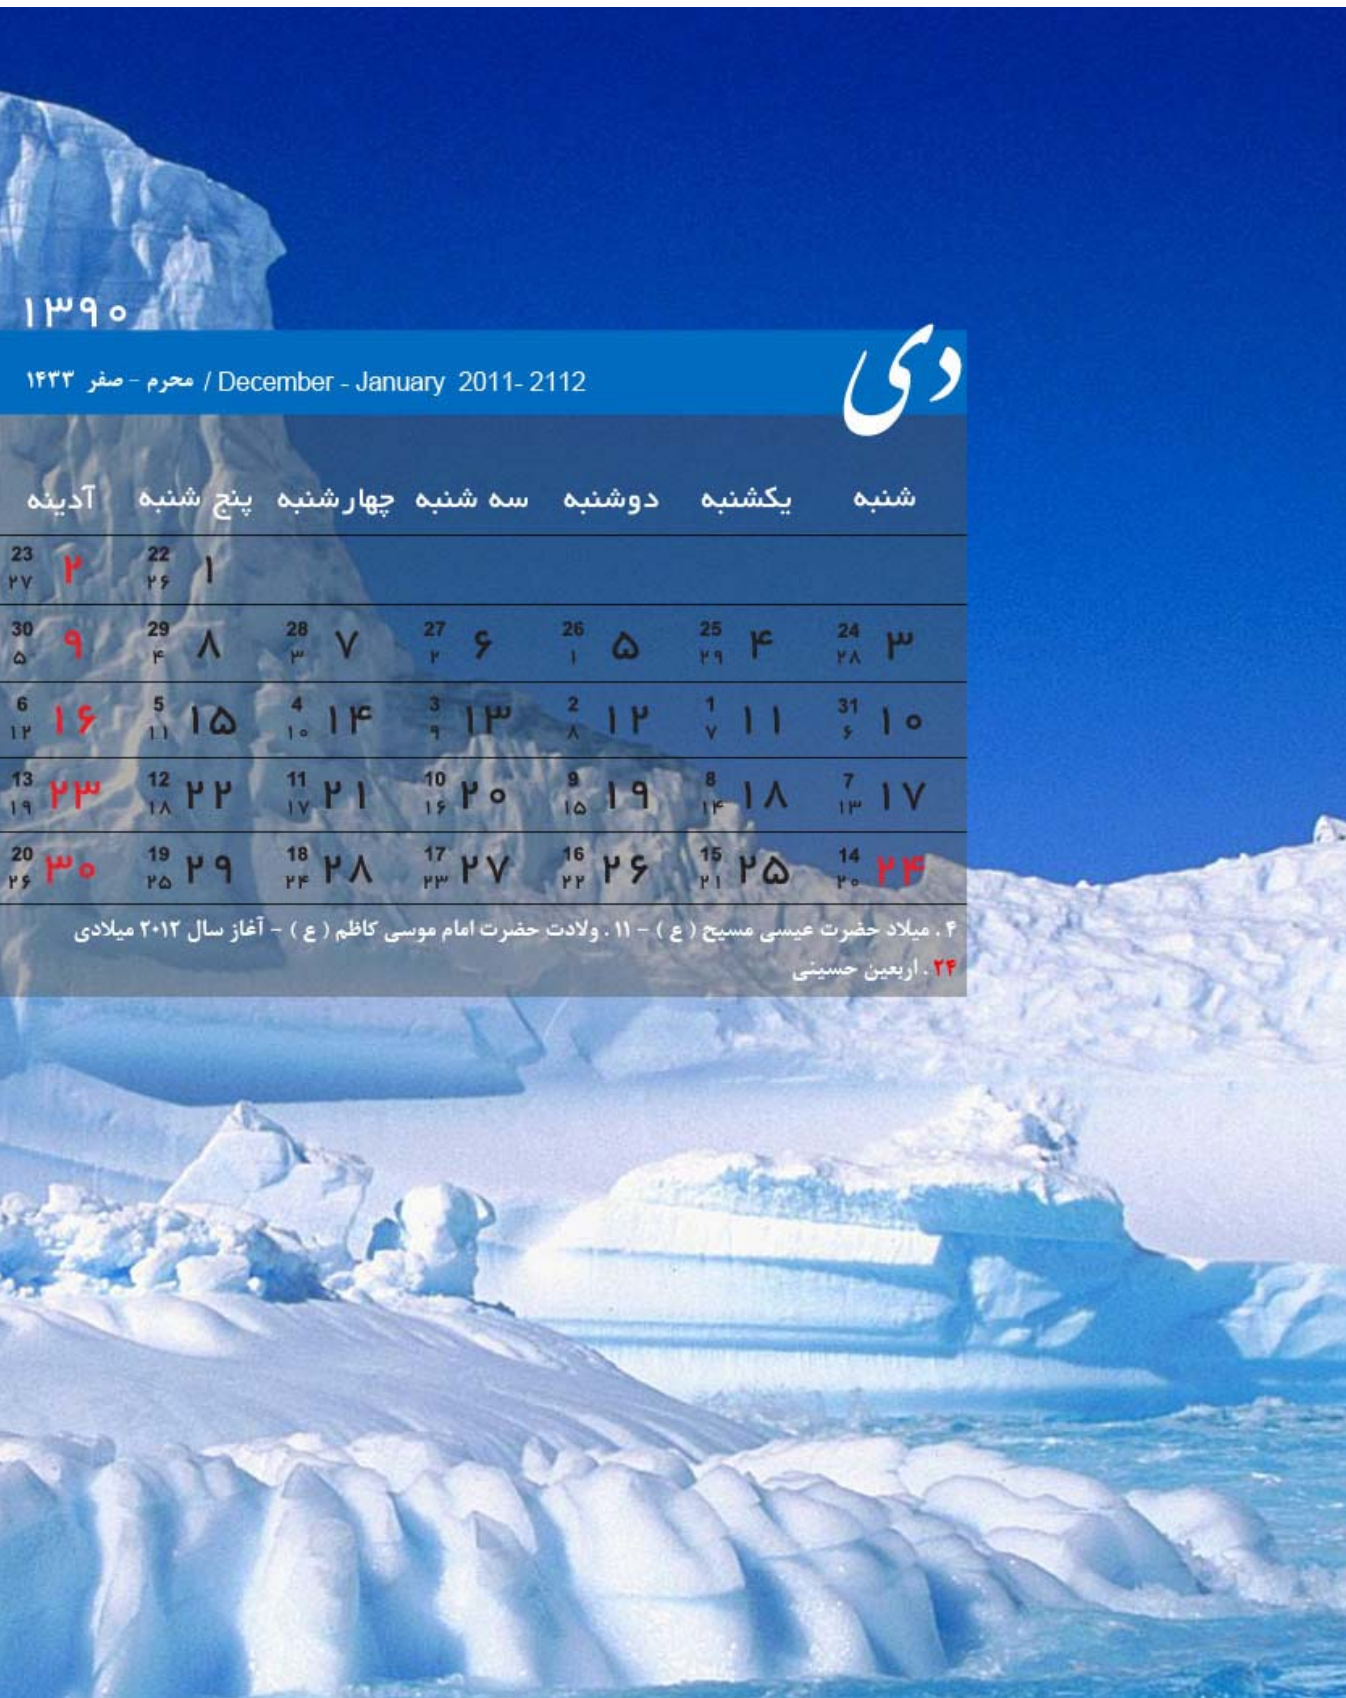 ۱۳۹۰
دی
December - January 2011- 2112 / محرم - صفر ۱۴۳۳
شنبه یکشنبه دوشنبه سه شنبه چهارشنبه پنج شنبه آدینه
۱ 22 ۲۶ ۲ 23 ۲۷
۳ 24 ۲۸ ۴ 25 ۲۹ ۵ 26 ۱ ۶ 27 ۲ ۷ 28 ۳ ۸ 29 ۴ ۹ 30 ۵
۱۰ 31 ۶ ۱۱ 1 ۷ ۱۲ 2 ۸ ۱۳ 3 ۹ ۱۴ 4 ۱۰ ۱۵ 5 ۱۱ ۱۶ 6 ۱۲
۱۷ 7 ۱۳ ۱۸ 8 ۱۴ ۱۹ 9 ۱۵ ۲۰ 10 ۱۶ ۲۱ 11 ۱۷ ۲۲ 12 ۱۸ ۲۳ 13 ۱۹
۲۴ 14 ۲۰ ۲۵ 15 ۲۱ ۲۶ 16 ۲۲ ۲۷ 17 ۲۳ ۲۸ 18 ۲۴ ۲۹ 19 ۲۵ ۳۰ 20 ۲۶
۴ . میلاد حضرت عیسی مسیح ( ع ) - ۱۱ . ولادت حضرت امام موسی کاظم ( ع ) - آغاز سال ۲۰۱۲ میلادی
۲۴ . اربعین حسینی